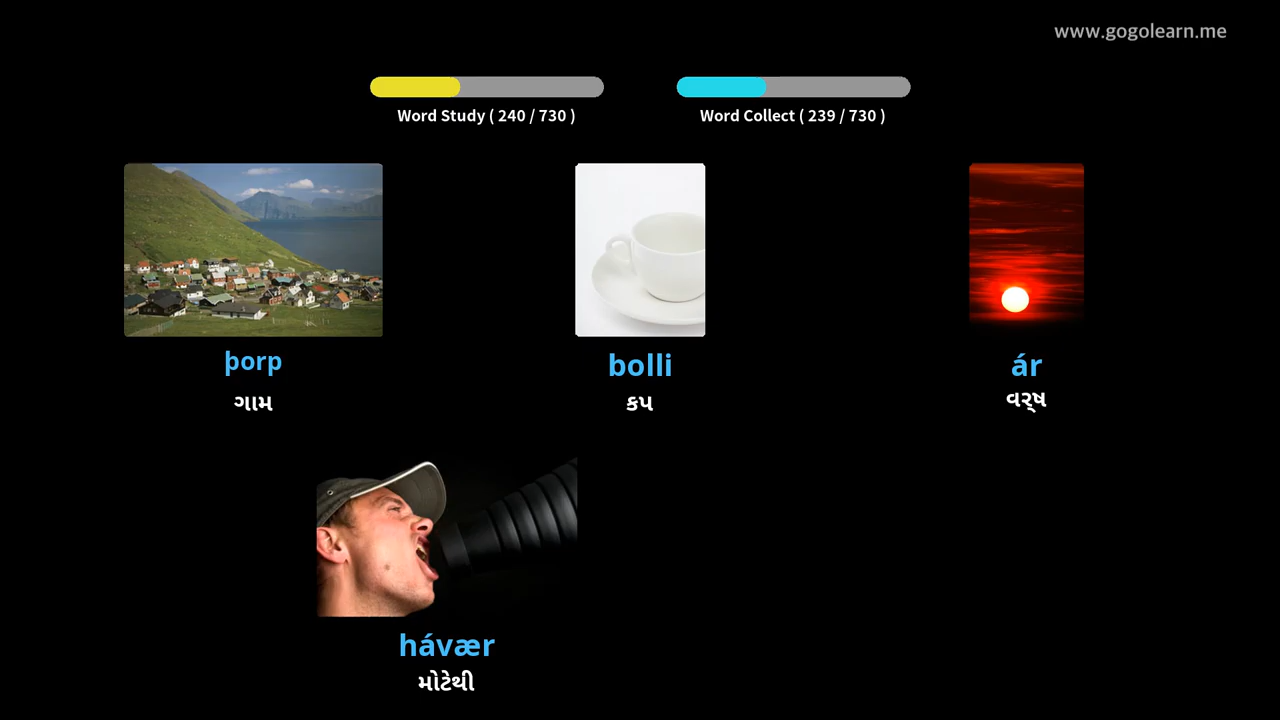 www.gogolearn.me
Word Study ( 240 / 730 )
Word Collect ( 239 / 730 )
þorp
bolli
ár
ગામ
કપ
વર્ષ
hávær
મોટેથી